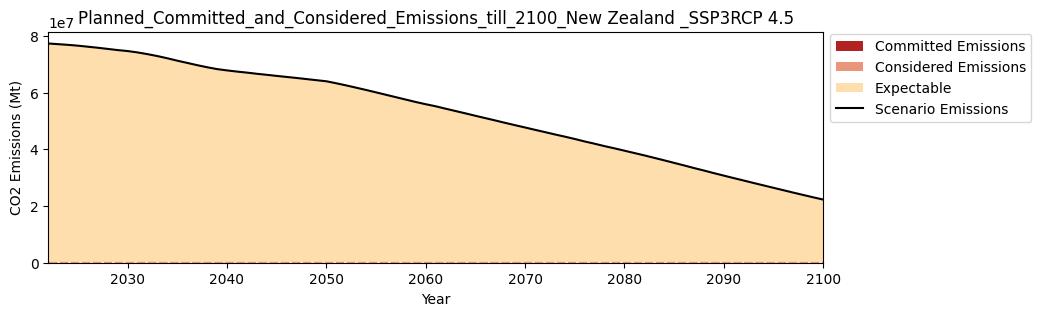 Planned_Committed_and_Considered_Emissions_till_2100_New Zealand _SSP3RCP 4.5
1e7
8
6
4
2
0
CO2 Emissions (Mt)
2030 2040 2050 2060 2070 2080 2090 2100
Year
Committed Emissions
Considered Emissions
Expectable
Scenario Emissions